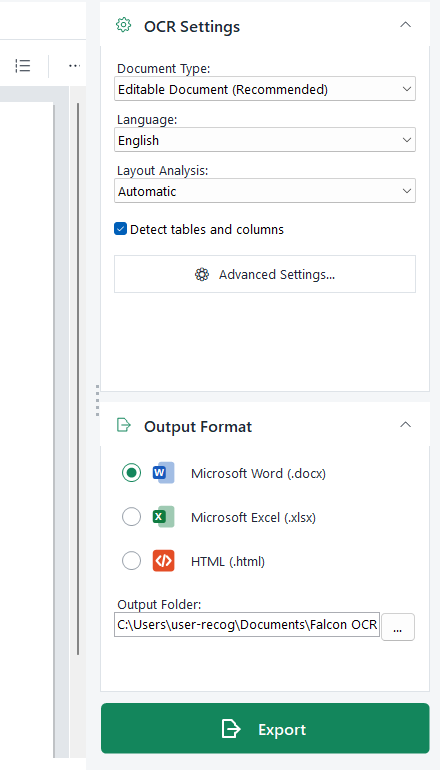 OCR Settings
Document Type:
Editable Document (Recommended)
Language:
English
Layout Analysis:
Automatic
Detect tables and columns
Advanced Settings...
Output Format
Microsoft Word (.docx)
Microsoft Excel (.xlsx)
HTML (.html)
Output Folder:
C:\Users\user-recog\Documents\Falcon OCR
...
Export